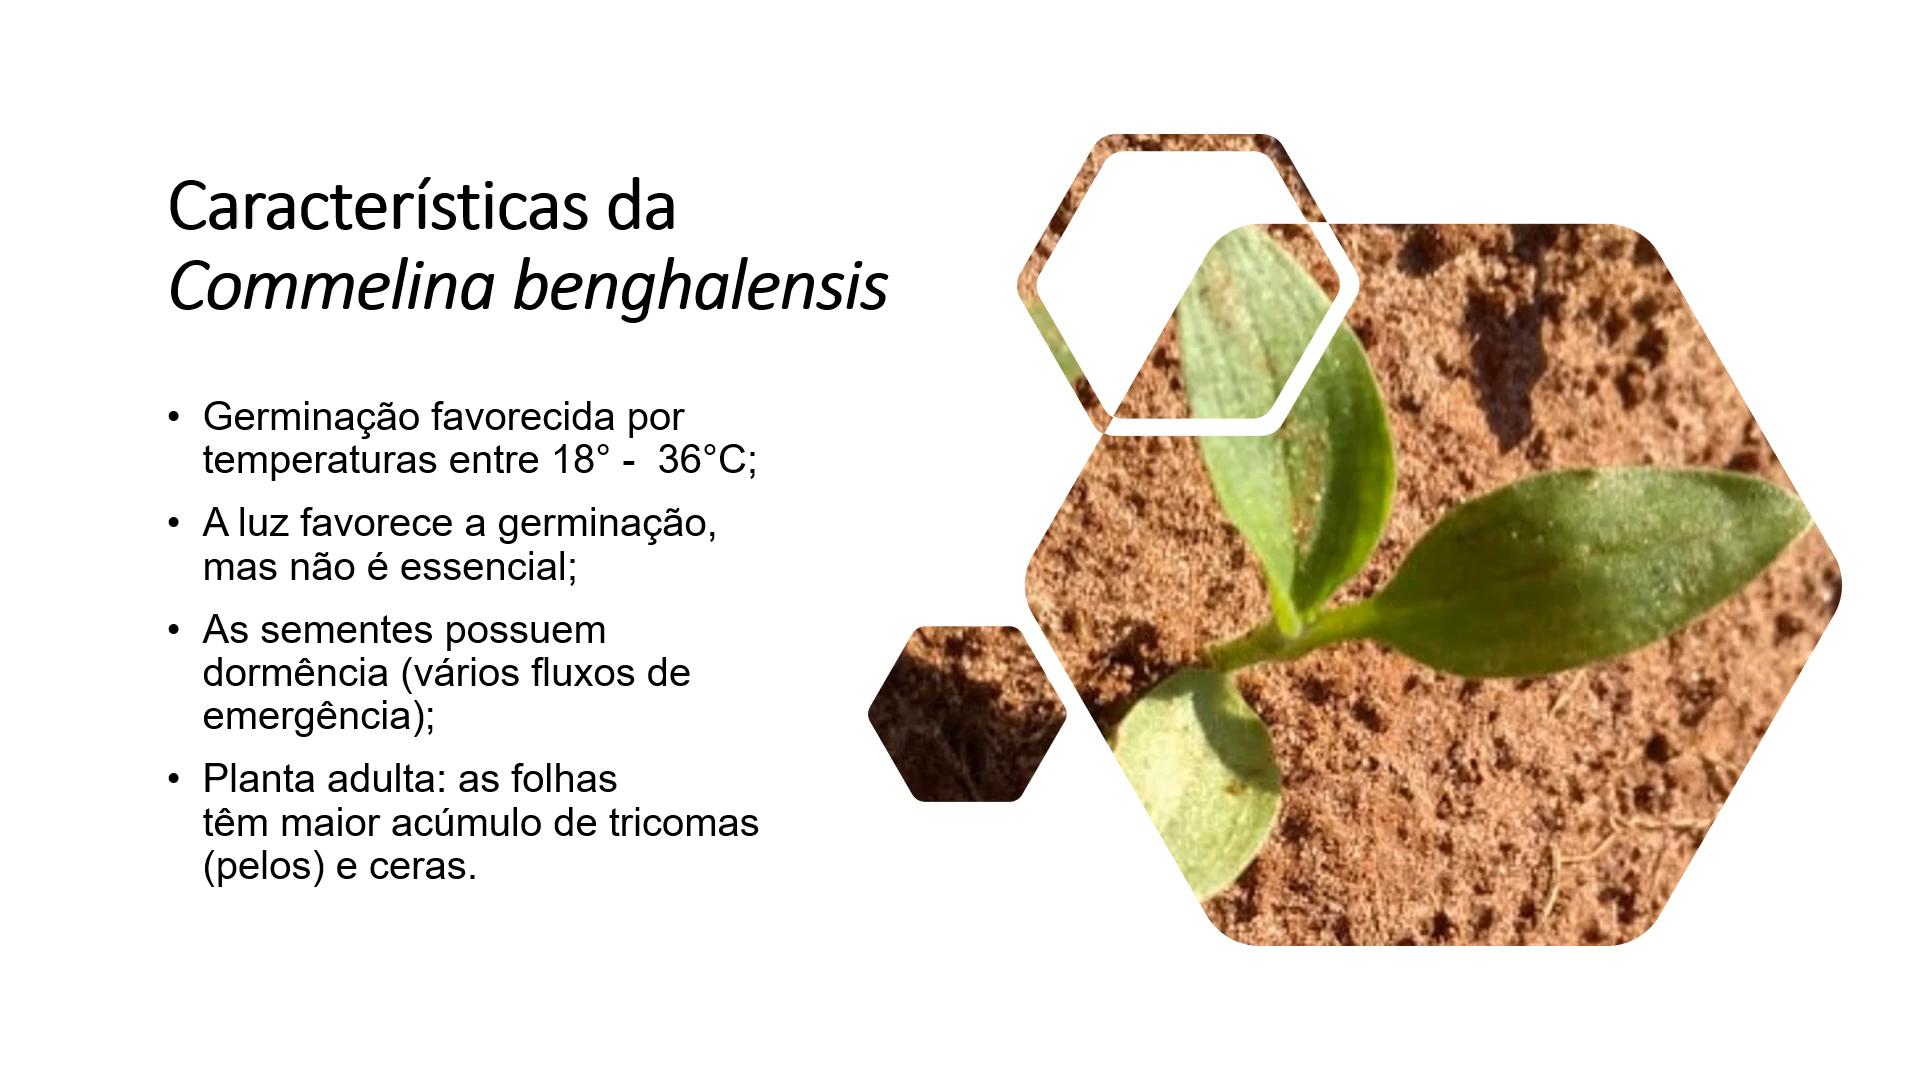 Características da
Commelina benghalensis
• Germinação favorecida por
temperaturas entre 18° -  36°C;
• A luz favorece a germinação,
mas não é essencial;
• As sementes possuem
dormência (vários fluxos de
emergência);
• Planta adulta: as folhas
têm maior acúmulo de tricomas
(pelos) e ceras.